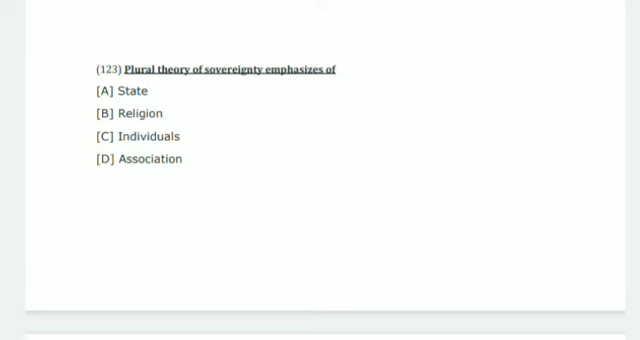 (123) Plural theory of sovereignty emphasizes of
[A] State
[B] Religion
[C] Individuals
[D] Association